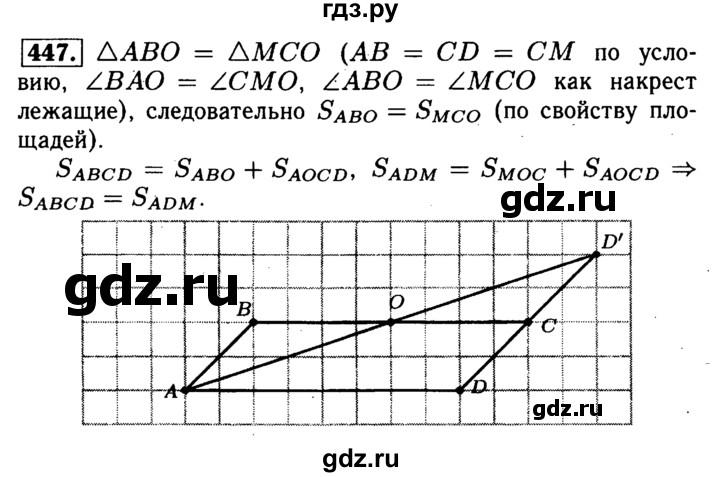 гдз.ру
447. △ABO = △MCO (AB = CD = CM по усло-
вию, ∠BAO = ∠CMO, ∠ABO = ∠MCO как накрест
лежащие), следовательно S_ABO = S_MCO (по свойству пло-
щадей).
S_ABCD = S_ABO + S_AOCD, S_ADM = S_MOC + S_AOCD ⇒
S_ABCD = S_ADM.
gdz.ru
D′
gdz.ru
B O C
A D
gdz.ru
gdz.ru